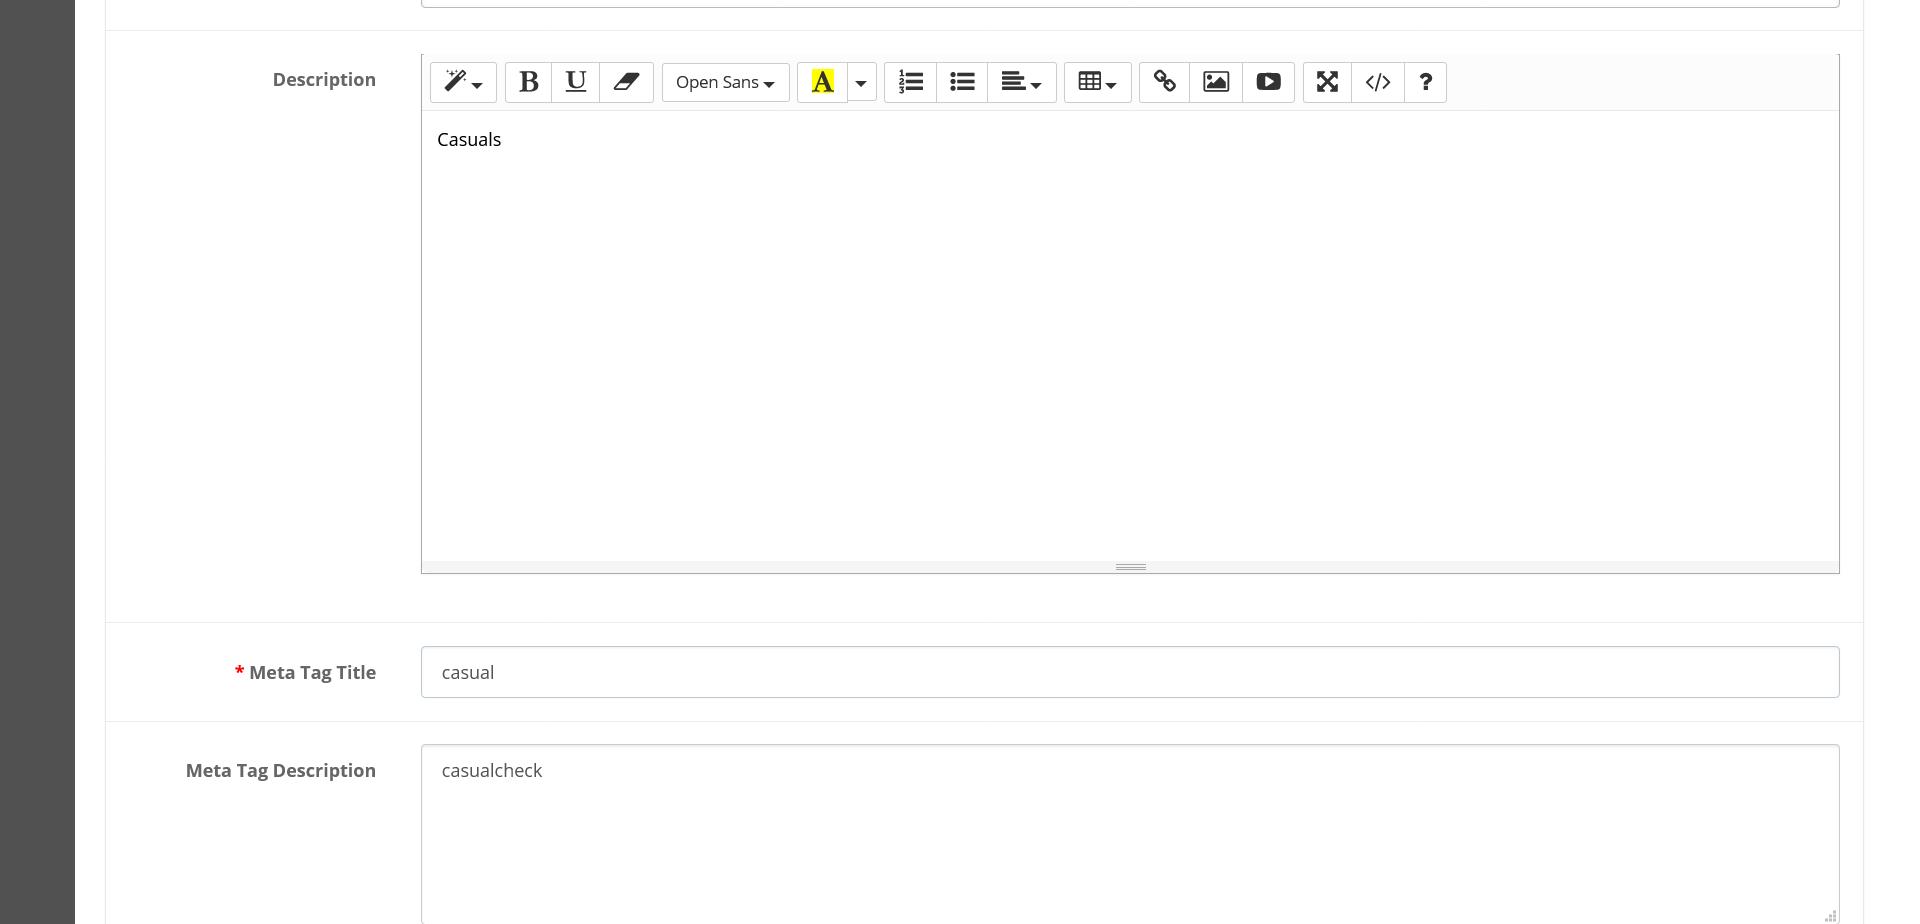 Description
B U Open Sans A </> ?
Casuals
* Meta Tag Title
casual
Meta Tag Description
casualcheck